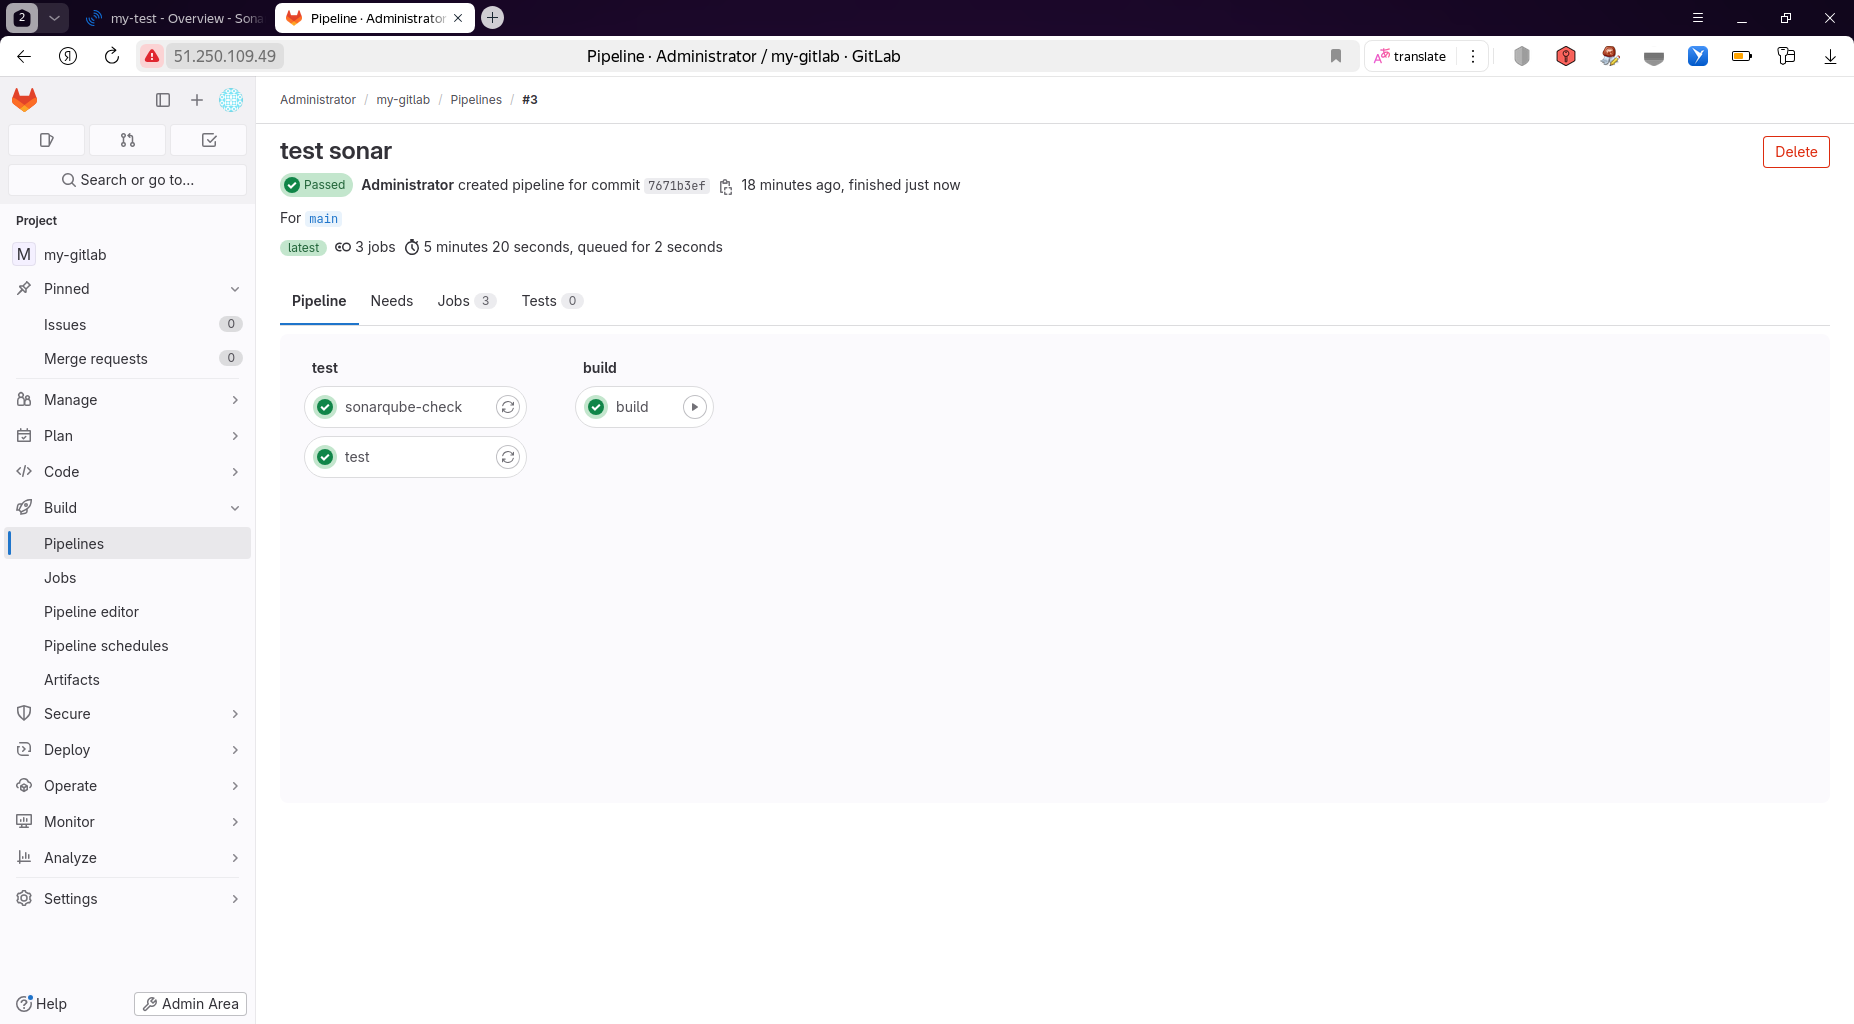 2
my-test - Overview - Sona
Pipeline · Administrator
51.250.109.49
Pipeline · Administrator / my-gitlab · GitLab
translate
Administrator / my-gitlab / Pipelines / #3
Search or go to...
Project
M my-gitlab
Pinned
Issues 0
Merge requests 0
Manage
Plan
Code
Build
Pipelines
Jobs
Pipeline editor
Pipeline schedules
Artifacts
Secure
Deploy
Operate
Monitor
Analyze
Settings
Help
Admin Area
test sonar
Delete
Passed Administrator created pipeline for commit 7671b3ef 18 minutes ago, finished just now
For main
latest 3 jobs 5 minutes 20 seconds, queued for 2 seconds
Pipeline Needs Jobs 3 Tests 0
test
sonarqube-check
test
build
build